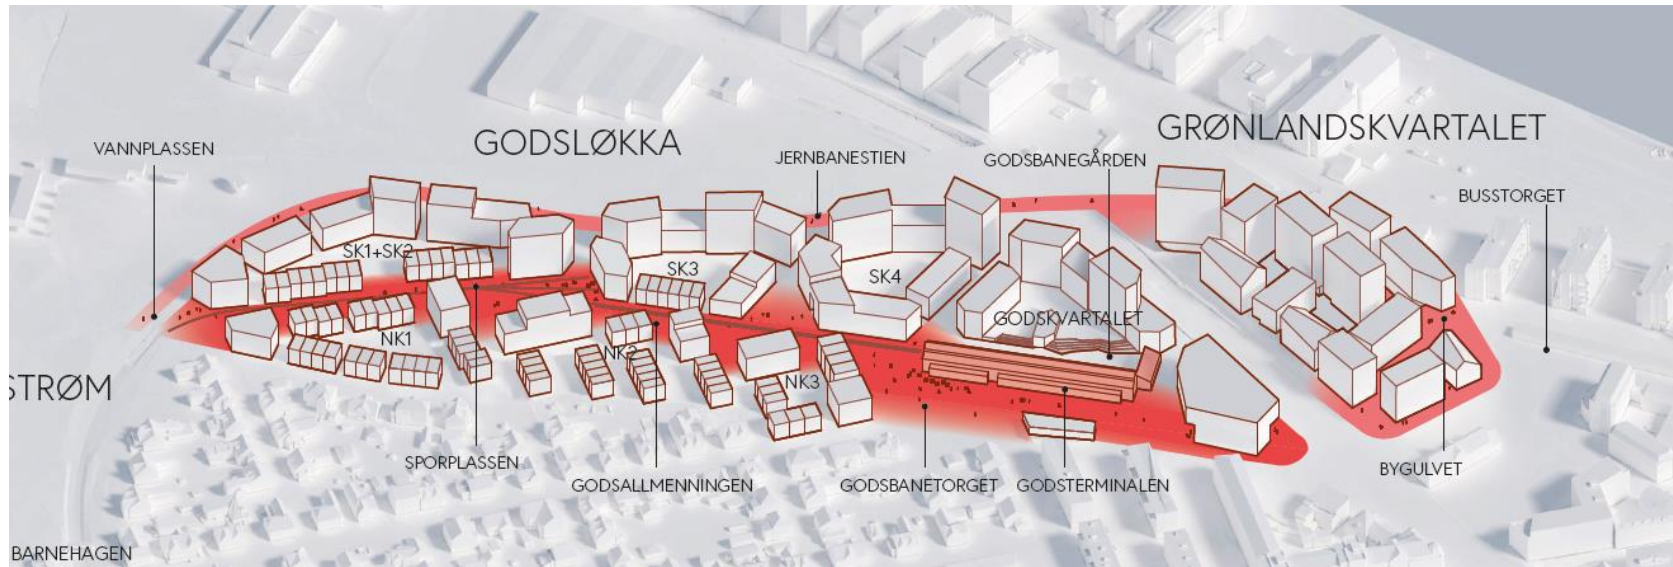 GODSLØKKA
GRØNLANDSKVARTALET
VANNPLASSEN
JERNBANESTIEN
GODSBANEGÅRDEN
BUSSTORGET
SK1+SK2
SK3
SK4
GODSKVARTALET
NK1
NK2
NK3
STRØM
SPORPLASSEN
GODSALLMENNINGEN
GODSBANETORGET
GODSTERMINALEN
BYGULVET
BARNEHAGEN